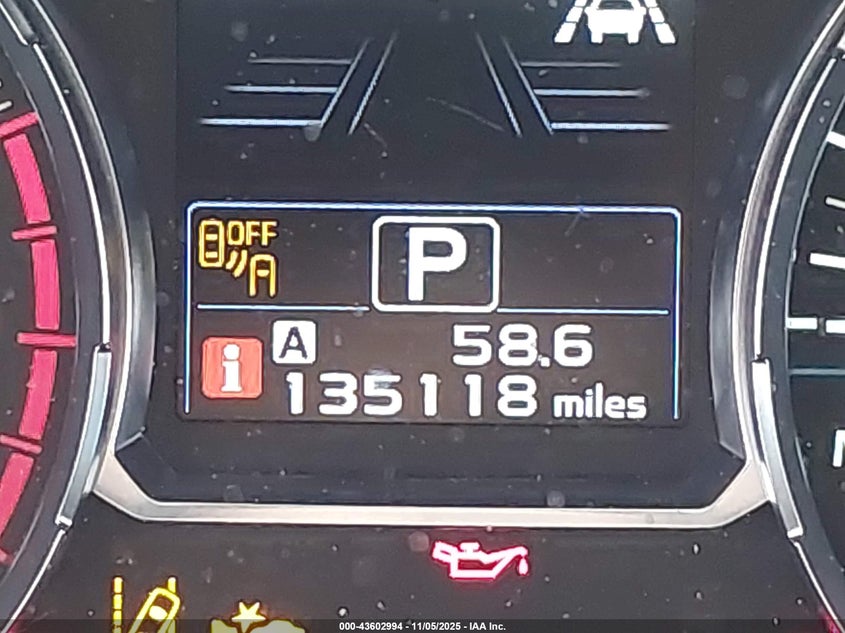 OFF
P
i
A 58.6
135118 miles
000-43602994 - 11/05/2025 - IAA Inc.